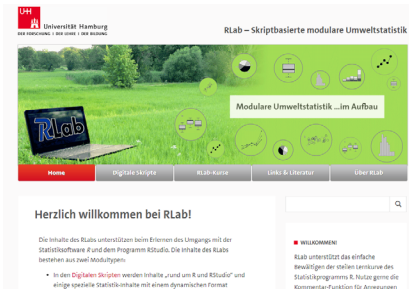 UHH
Universität Hamburg
DER FORSCHUNG | DER LEHRE | DER BILDUNG
RLab – Skriptbasierte modulare Umweltstatistik
Modulare Umweltstatistik ...im Aufbau
RLab
Home
Digitale Skripte
RLab-Kurse
Links & Literatur
Über RLab
Herzlich willkommen bei RLab!
Die Inhalte des RLabs unterstützen beim Erlernen des Umgangs mit der
Statistiksoftware R und dem Programm RStudio. Die Inhalte des RLabs
bestehen aus zwei Modultypen:
• In den Digitalen Skripten werden Inhalte „rund um R und RStudio“ und
einige spezielle Statistik-Inhalte mit einem dynamischen Format
WILLKOMMEN!
RLab unterstützt das einfache
Bewältigen der steilen Lernkurve des
Statistikprogramms R. Nutze gerne die
Kommentar-Funktion für Anregungen